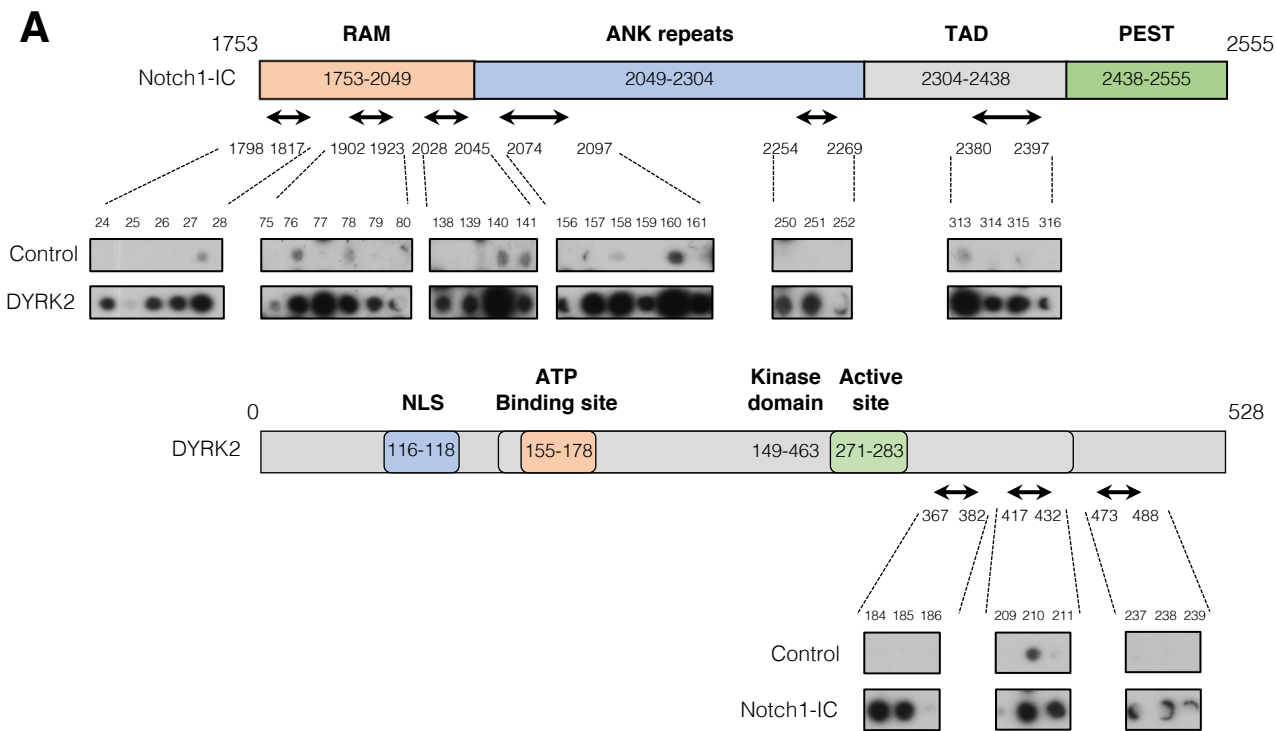 A
RAM ANK repeats TAD PEST
1753 2555
Notch1-IC 1753-2049 2049-2304 2304-2438 2438-2555
1798 1817 1902 1923 2028 2045 2074 2097 2254 2269 2380 2397
24 25 26 27 28 75 76 77 78 79 80 138 139 140 141 156 157 158 159 160 161 250 251 252 313 314 315 316
Control
DYRK2
ATP Kinase Active
NLS Binding site domain site
0 528
DYRK2 116-118 155-178 149-463 271-283
367 382 417 432 473 488
184 185 186 209 210 211 237 238 239
Control
Notch1-IC